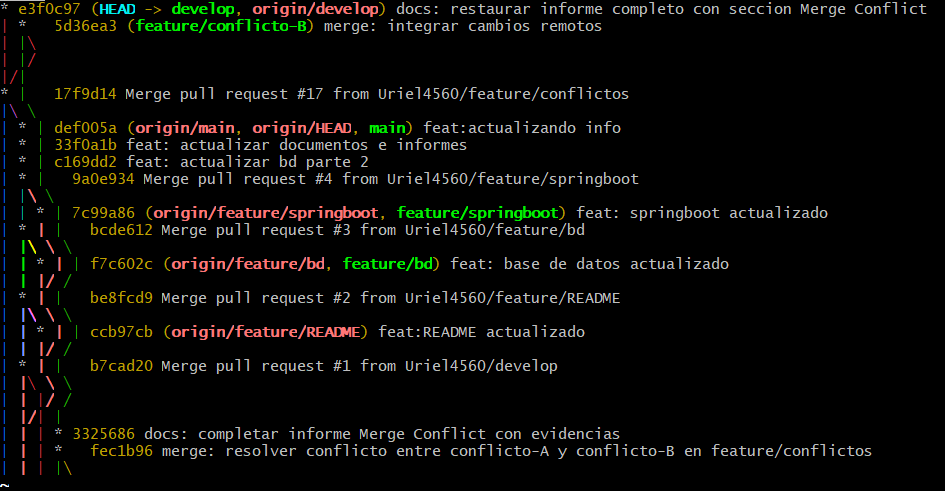 * e3f0c97 (HEAD -> develop, origin/develop) docs: restaurar informe completo con seccion Merge Conflict
| *   5d36ea3 (feature/conflicto-B) merge: integrar cambios remotos
| |\
| |/
|/|
* |   17f9d14 Merge pull request #17 from Uriel4560/feature/conflictos
|\ \
| * | def005a (origin/main, origin/HEAD, main) feat:actualizando info
| * | 33f0a1b feat: actualizar documentos e informes
| * | c169dd2 feat: actualizar bd parte 2
| * |   9a0e934 Merge pull request #4 from Uriel4560/feature/springboot
| |\ \
| | * | 7c99a86 (origin/feature/springboot, feature/springboot) feat: springboot actualizado
| * | |   bcde612 Merge pull request #3 from Uriel4560/feature/bd
| |\ \ \
| | * | | f7c602c (origin/feature/bd, feature/bd) feat: base de datos actualizado
| | |/ /
| * | |   be8fcd9 Merge pull request #2 from Uriel4560/feature/README
| |\ \ \
| | * | | ccb97cb (origin/feature/README) feat:README actualizado
| | |/ /
| * | |   b7cad20 Merge pull request #1 from Uriel4560/develop
| |\ \ \
| | |/ /
| |/| |
| | | * 3325686 docs: completar informe Merge Conflict con evidencias
| | | *   fec1b96 merge: resolver conflicto entre conflicto-A y conflicto-B en feature/conflictos
| | | |\
~